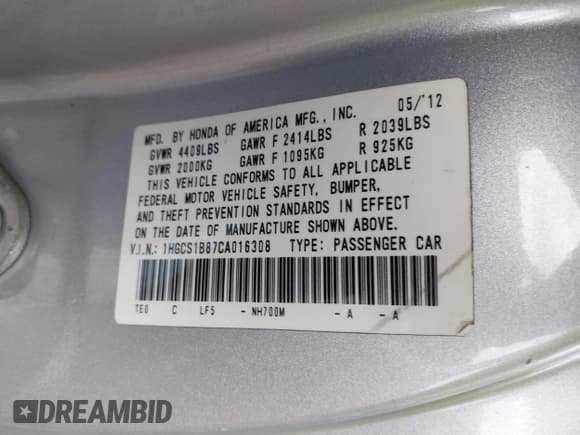 05/'12
MFD. BY HONDA OF AMERICA MFG., INC.
GVWR 4409LBS GAWR F 2414LBS R 2039LBS
GVWR 2000KG GAWR F 1095KG R 925KG
THIS VEHICLE CONFORMS TO ALL APPLICABLE
FEDERAL MOTOR VEHICLE SAFETY, BUMPER,
AND THEFT PREVENTION STANDARDS IN EFFECT
ON THE DATE OF MANUFACTURE SHOWN ABOVE.
V.I.N.: 1HGCS1B87CA016308 TYPE: PASSENGER CAR
TE0 C LF5 - NH700M - A - A
DREAMBID